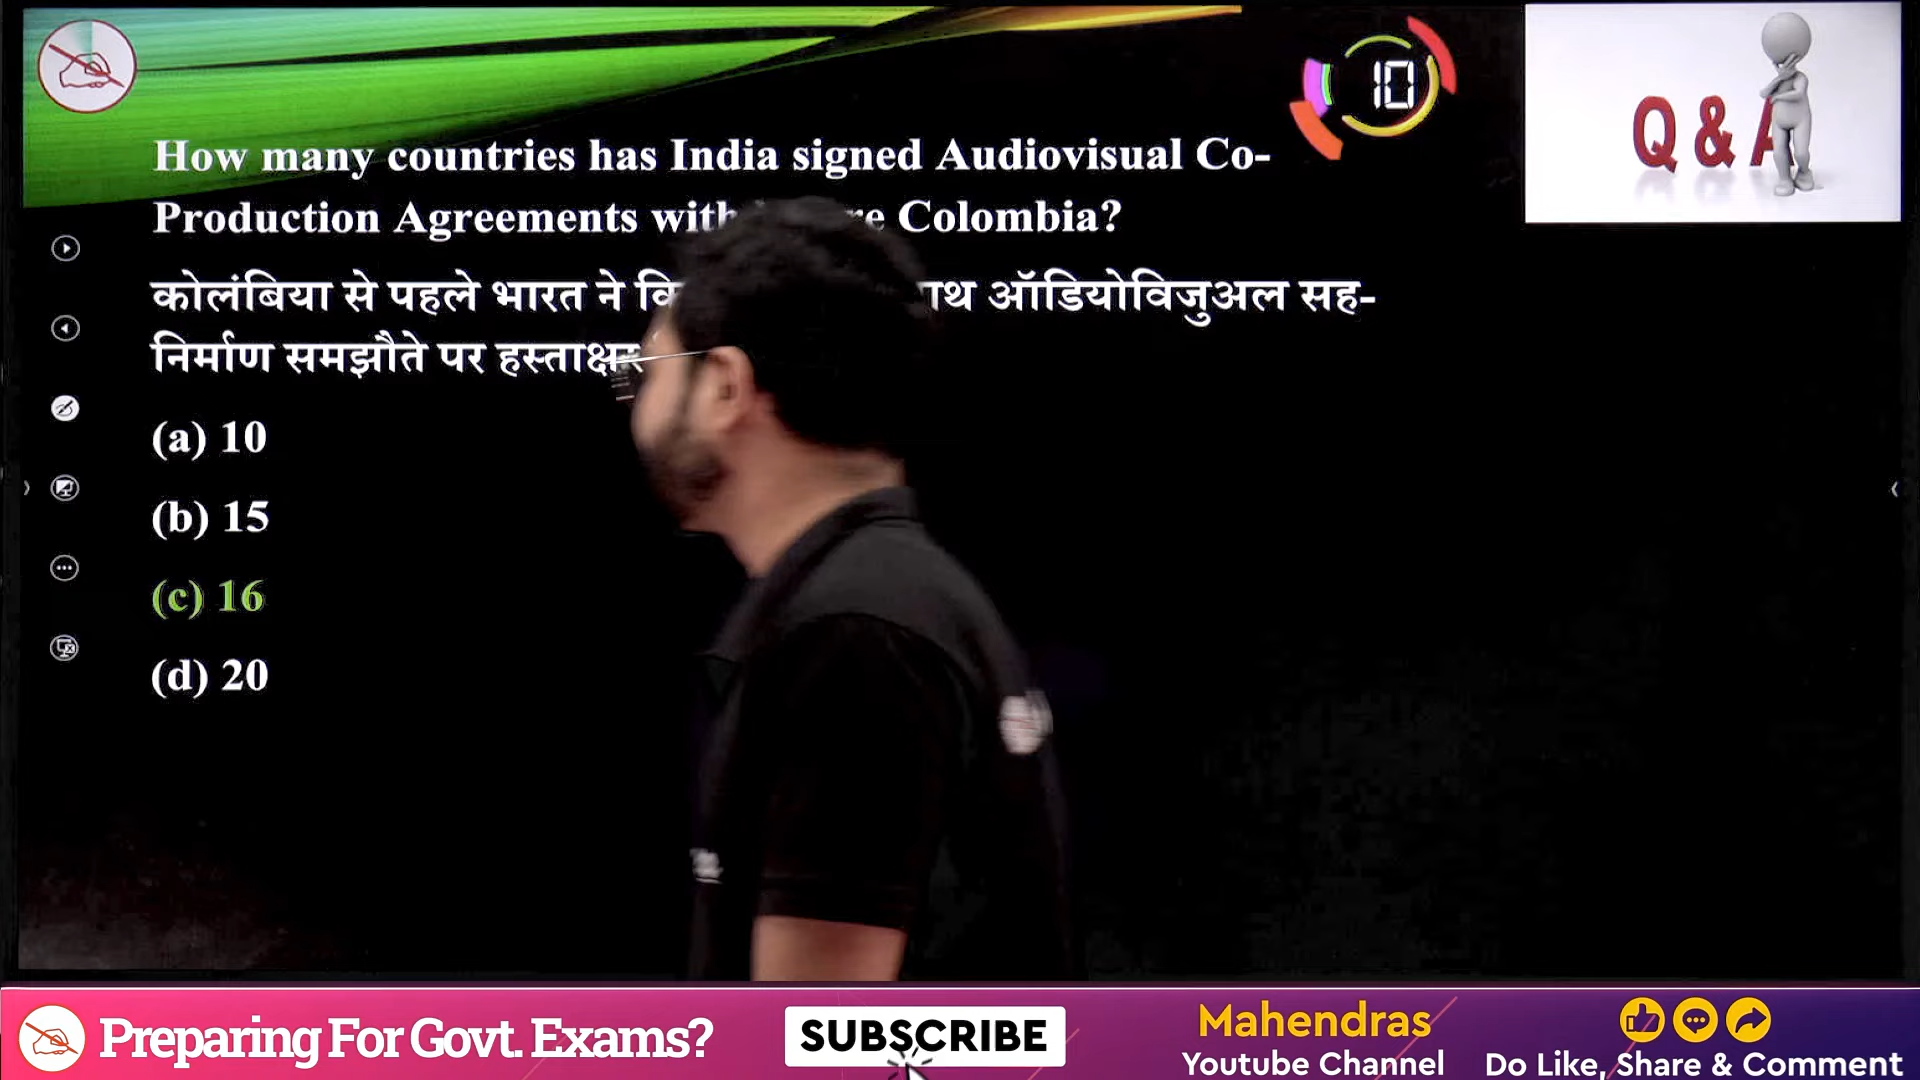 How many countries has India signed Audiovisual Co-
Production Agreements with Colombia?
कोलंबिया से पहले भारत ने ऑडियोविजुअल सह-
निर्माण समझौते पर हस्ताक्षर
(a) 10
(b) 15
(c) 16
(d) 20
10
Q & A
Preparing For Govt. Exams?
SUBSCRIBE
Mahendras
Youtube Channel
Do Like, Share & Comment